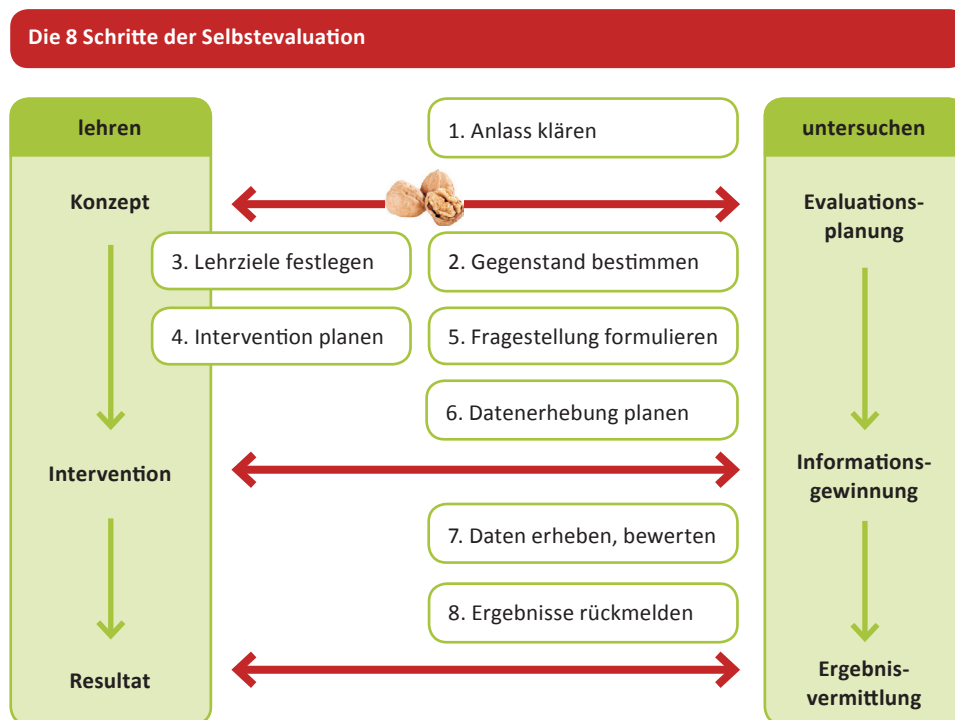 Die 8 Schritte der Selbstevaluation
lehren
1. Anlass klären
untersuchen
Konzept
Evaluations-
planung
3. Lehrziele festlegen
2. Gegenstand bestimmen
4. Intervention planen
5. Fragestellung formulieren
6. Datenerhebung planen
Intervention
Informations-
gewinnung
7. Daten erheben, bewerten
8. Ergebnisse rückmelden
Resultat
Ergebnis-
vermittlung